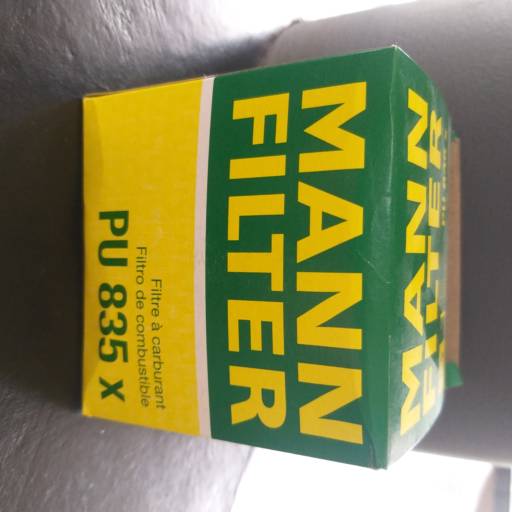 MANN
FILTER
Filtre à carburant
Filtro de combustible
PU 835 X
MANN
FILTER